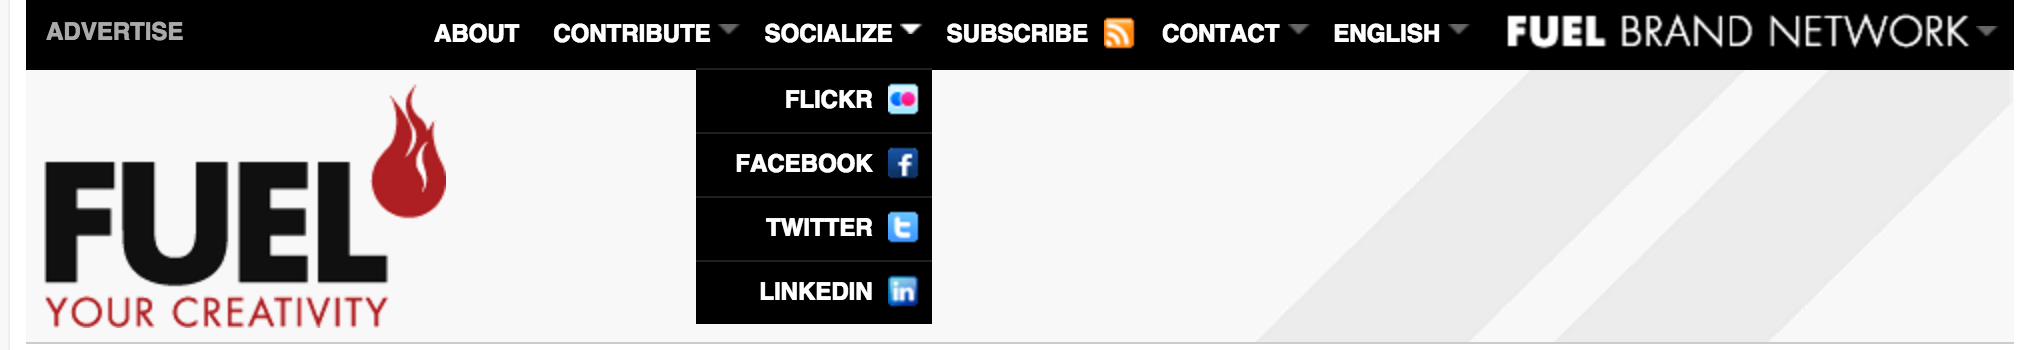 ADVERTISE ABOUT CONTRIBUTE SOCIALIZE SUBSCRIBE CONTACT ENGLISH FUEL BRAND NETWORK
FLICKR
FACEBOOK
TWITTER
LINKEDIN
FUEL
YOUR CREATIVITY